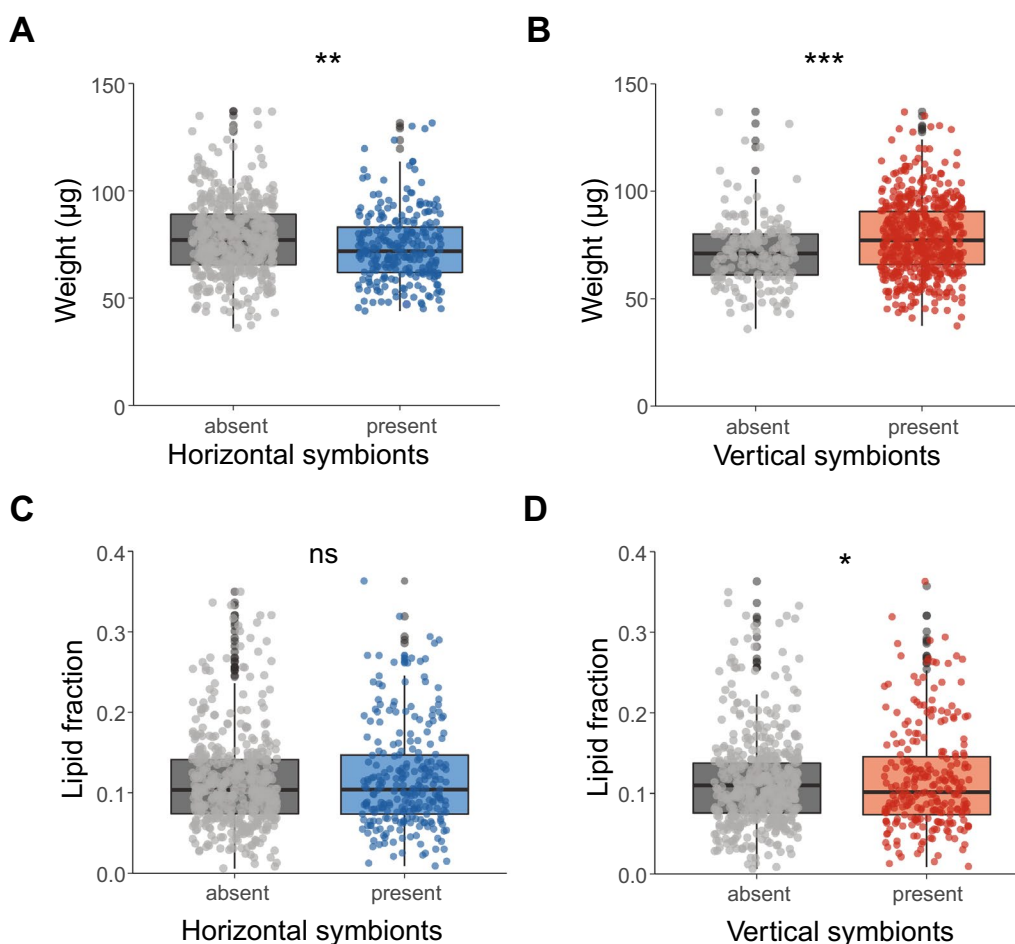 A
**
Weight (µg)
150
100
50
0
absent present
Horizontal symbionts
B
***
Weight (µg)
150
100
50
0
absent present
Vertical symbionts
C
ns
Lipid fraction
0.4
0.3
0.2
0.1
0.0
absent present
Horizontal symbionts
D
*
Lipid fraction
0.4
0.3
0.2
0.1
0.0
absent present
Vertical symbionts